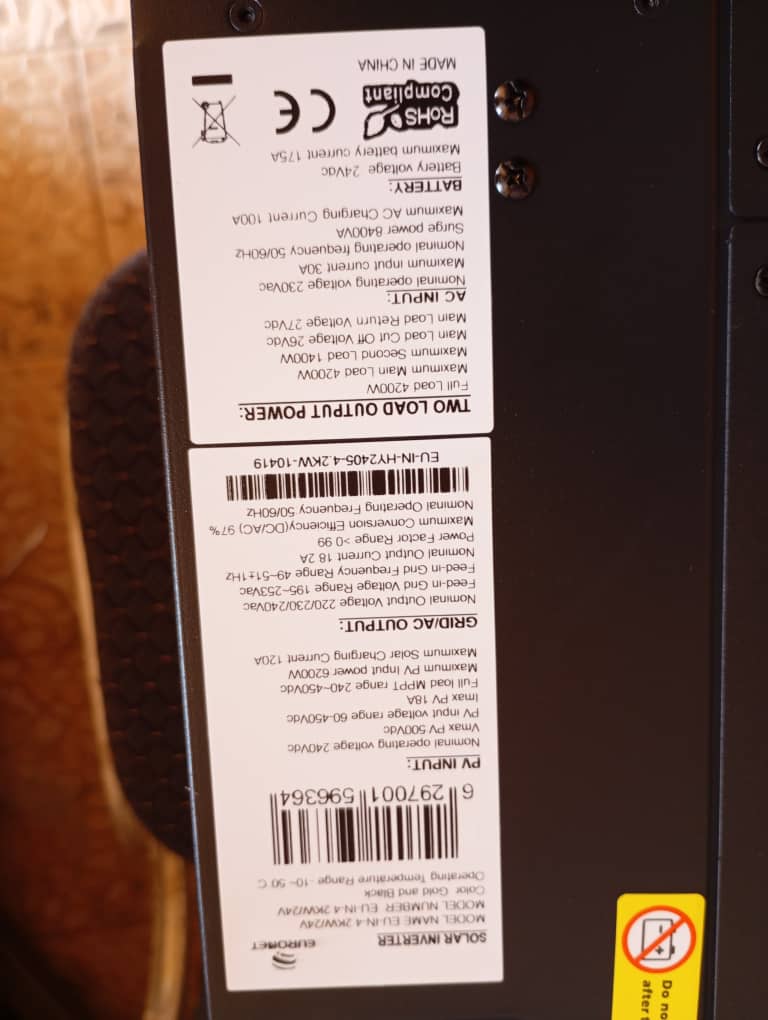 SOLAR INVERTER
EURONET
MODEL NAME EU-IN-4.2KW/24V
MODEL NUMBER: EU-IN-4.2KW/24V
Color Gold and Black
Operating Temperature Range -10~ 50 C
6 297001 596364
PV INPUT:
Nominal operating voltage 240Vdc
Vmax PV 500Vdc
PV input voltage range 60-450Vdc
Imax PV 18A
Full load MPPT range 240~450Vdc
Maximum PV Input power 6200W
Maximum Solar Charging Current 120A
GRID/AC OUTPUT:
Nominal Output Voltage 220/230/240Vac
Feed-in Grid Voltage Range 195~253Vac
Feed-in Grid Frequency Range 49~51±1Hz
Nominal Output Current 18.2A
Power Factor Range >0.99
Maximum Conversion Efficiency(DC/AC) 97%
Nominal Operating Frequency 50/60Hz
EU-IN-HY2405-4.2KW-10419
TWO LOAD OUTPUT POWER:
Full Load 4200W
Maximum Main Load 4200W
Maximum Second Load 1400W
Main Load Cut Off Voltage 26Vdc
Main Load Return Voltage 27Vdc
AC INPUT:
Nominal operating voltage 230Vac
Maximum input current 30A
Nominal operating frequency 50/60Hz
Surge power 8400VA
Maximum AC Charging Current 100A
BATTERY:
Battery voltage 24Vdc
Maximum battery current 175A
RoHS
Compliant
CE
MADE IN CHINA
Do no
after